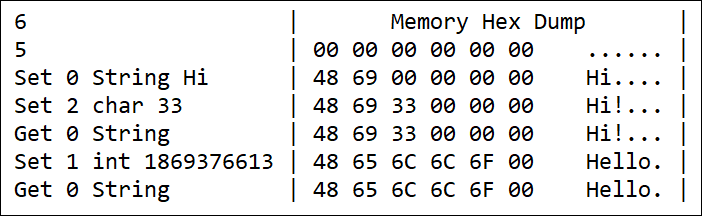 6 | Memory Hex Dump |
5 | 00 00 00 00 00 00 ...... |
Set 0 String Hi | 48 69 00 00 00 00 Hi.... |
Set 2 char 33 | 48 69 33 00 00 00 Hi!... |
Get 0 String | 48 69 33 00 00 00 Hi!... |
Set 1 int 1869376613 | 48 65 6C 6C 6F 00 Hello. |
Get 0 String | 48 65 6C 6C 6F 00 Hello. |